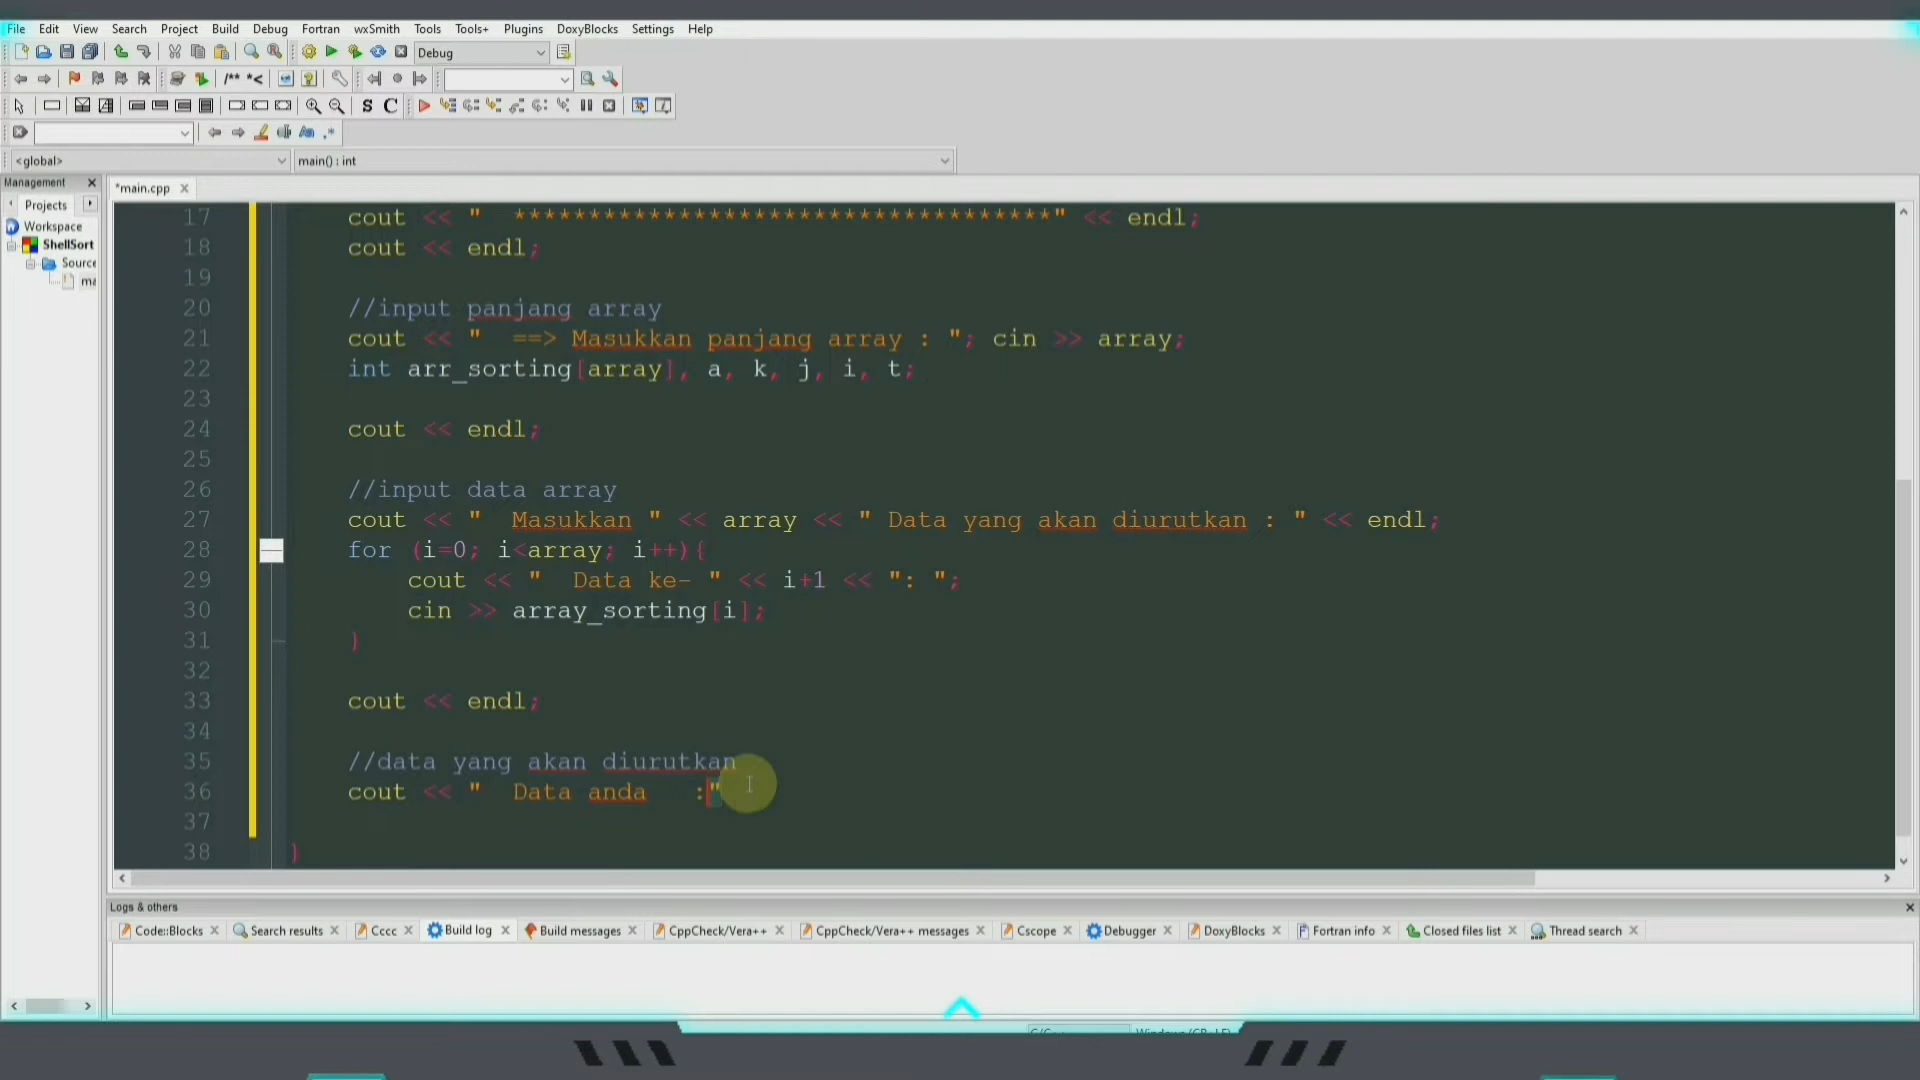 File Edit View Search Project Build Debug Fortran wxSmith Tools Tools+ Plugins DoxyBlocks Settings Help
Debug
/** *<
S C
<global> main() : int
Management
*main.cpp
Projects
Workspace
ShellSort
Source
ma
17 cout << "  ************************************" << endl;
18 cout << endl;
19
20 //input panjang array
21 cout << "  ==> Masukkan panjang array : "; cin >> array;
22 int arr_sorting[array], a, k, j, i, t;
23
24 cout << endl;
25
26 //input data array
27 cout << "  Masukkan " << array << " Data yang akan diurutkan : " << endl;
28 for (i=0; i<array; i++){
29 cout << "  Data ke- " << i+1 << ": ";
30 cin >> array_sorting[i];
31 }
32
33 cout << endl;
34
35 //data yang akan diurutkan
36 cout << "  Data anda   :"
37
38 }
Logs & others
Code::Blocks Search results Cccc Build log Build messages CppCheck/Vera++ CppCheck/Vera++ messages Cscope Debugger DoxyBlocks Fortran info Closed files list Thread search